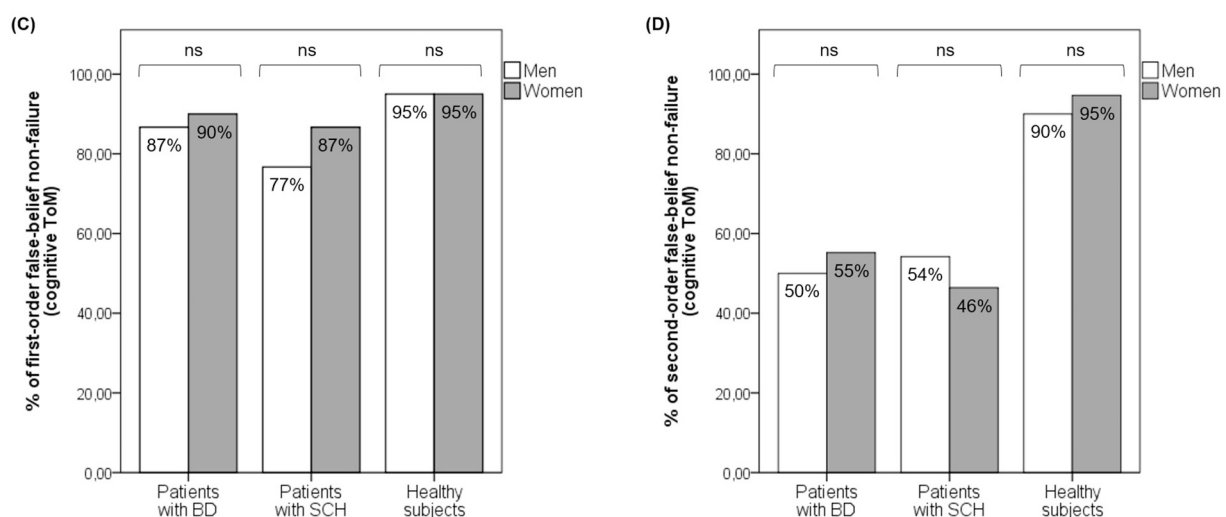 (C)
ns
ns
ns
Men
Women
% of first-order false-belief non-failure
(cognitive ToM)
100,00
80,00
60,00
40,00
20,00
0,00
87%
90%
77%
87%
95%
95%
Patients
with BD
Patients
with SCH
Healthy
subjects
(D)
ns
ns
ns
Men
Women
% of second-order false-belief non-failure
(cognitive ToM)
100,00
80,00
60,00
40,00
20,00
0,00
50%
55%
54%
46%
90%
95%
Patients
with BD
Patients
with SCH
Healthy
subjects